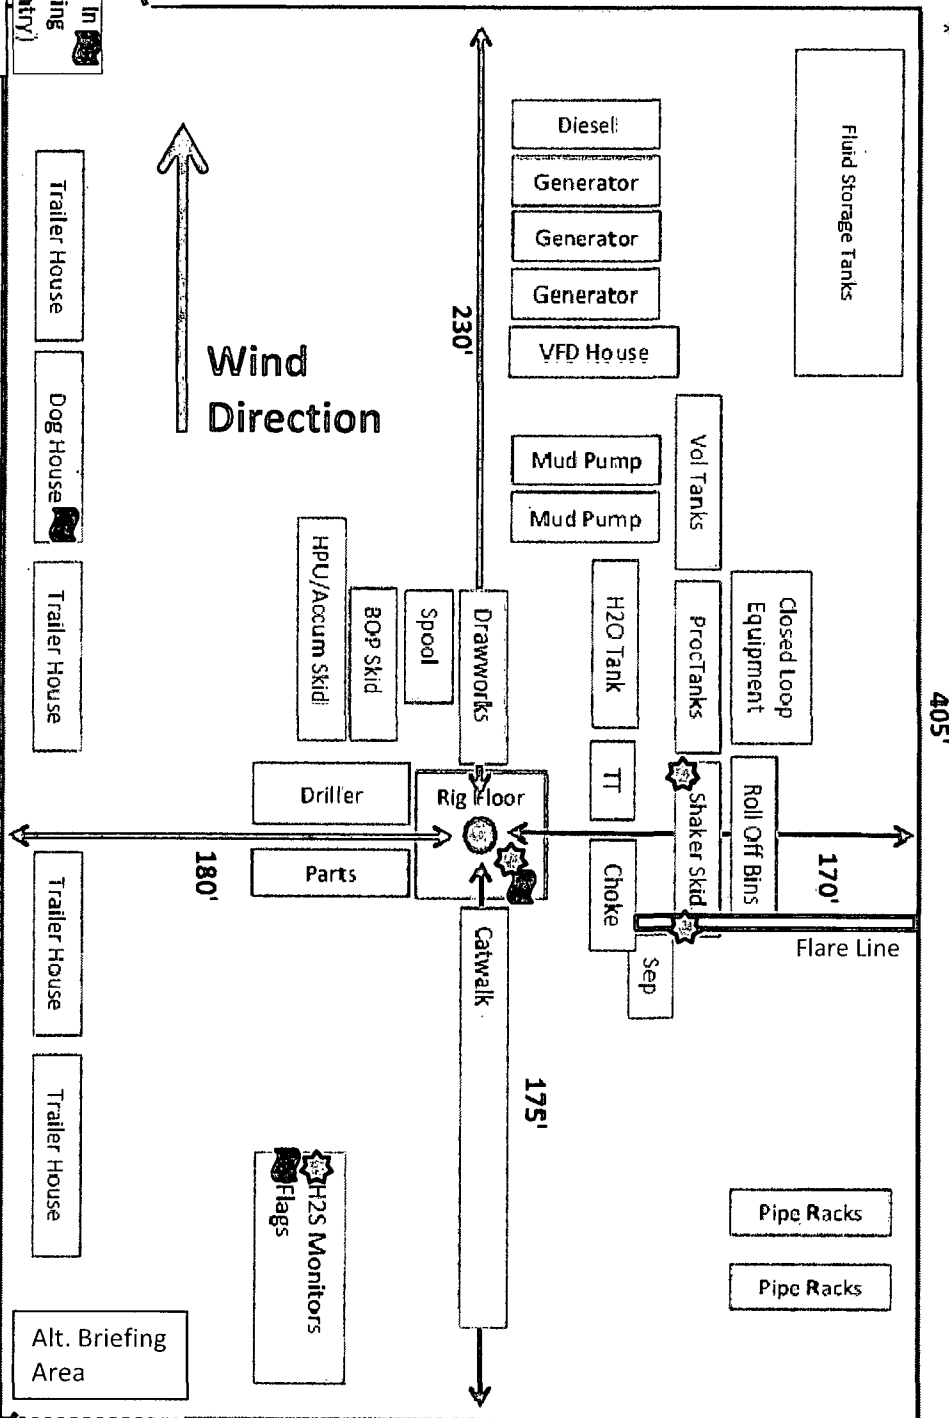 In
ing
ntry)
Fluid Storage Tanks
Diesel
Generator
Generator
Generator
VFD House
230'
Wind
Direction
Trailer House
Dog House
Trailer House
Trailer House
Trailer House
Mud Pump
Mud Pump
Vol Tanks
HPU/Accum Skid
BOP Skid
Spool
Drawworks
H2O Tank
ProcTanks
Closed Loop
Equipment
405'
Driller
Rig Floor
TT
Shaker Skid
Roll Off Bins
170'
180'
Parts
Choke
Flare Line
Catwalk
Sep
175'
H2S Monitors
Flags
Pipe Racks
Pipe Racks
Alt. Briefing
Area